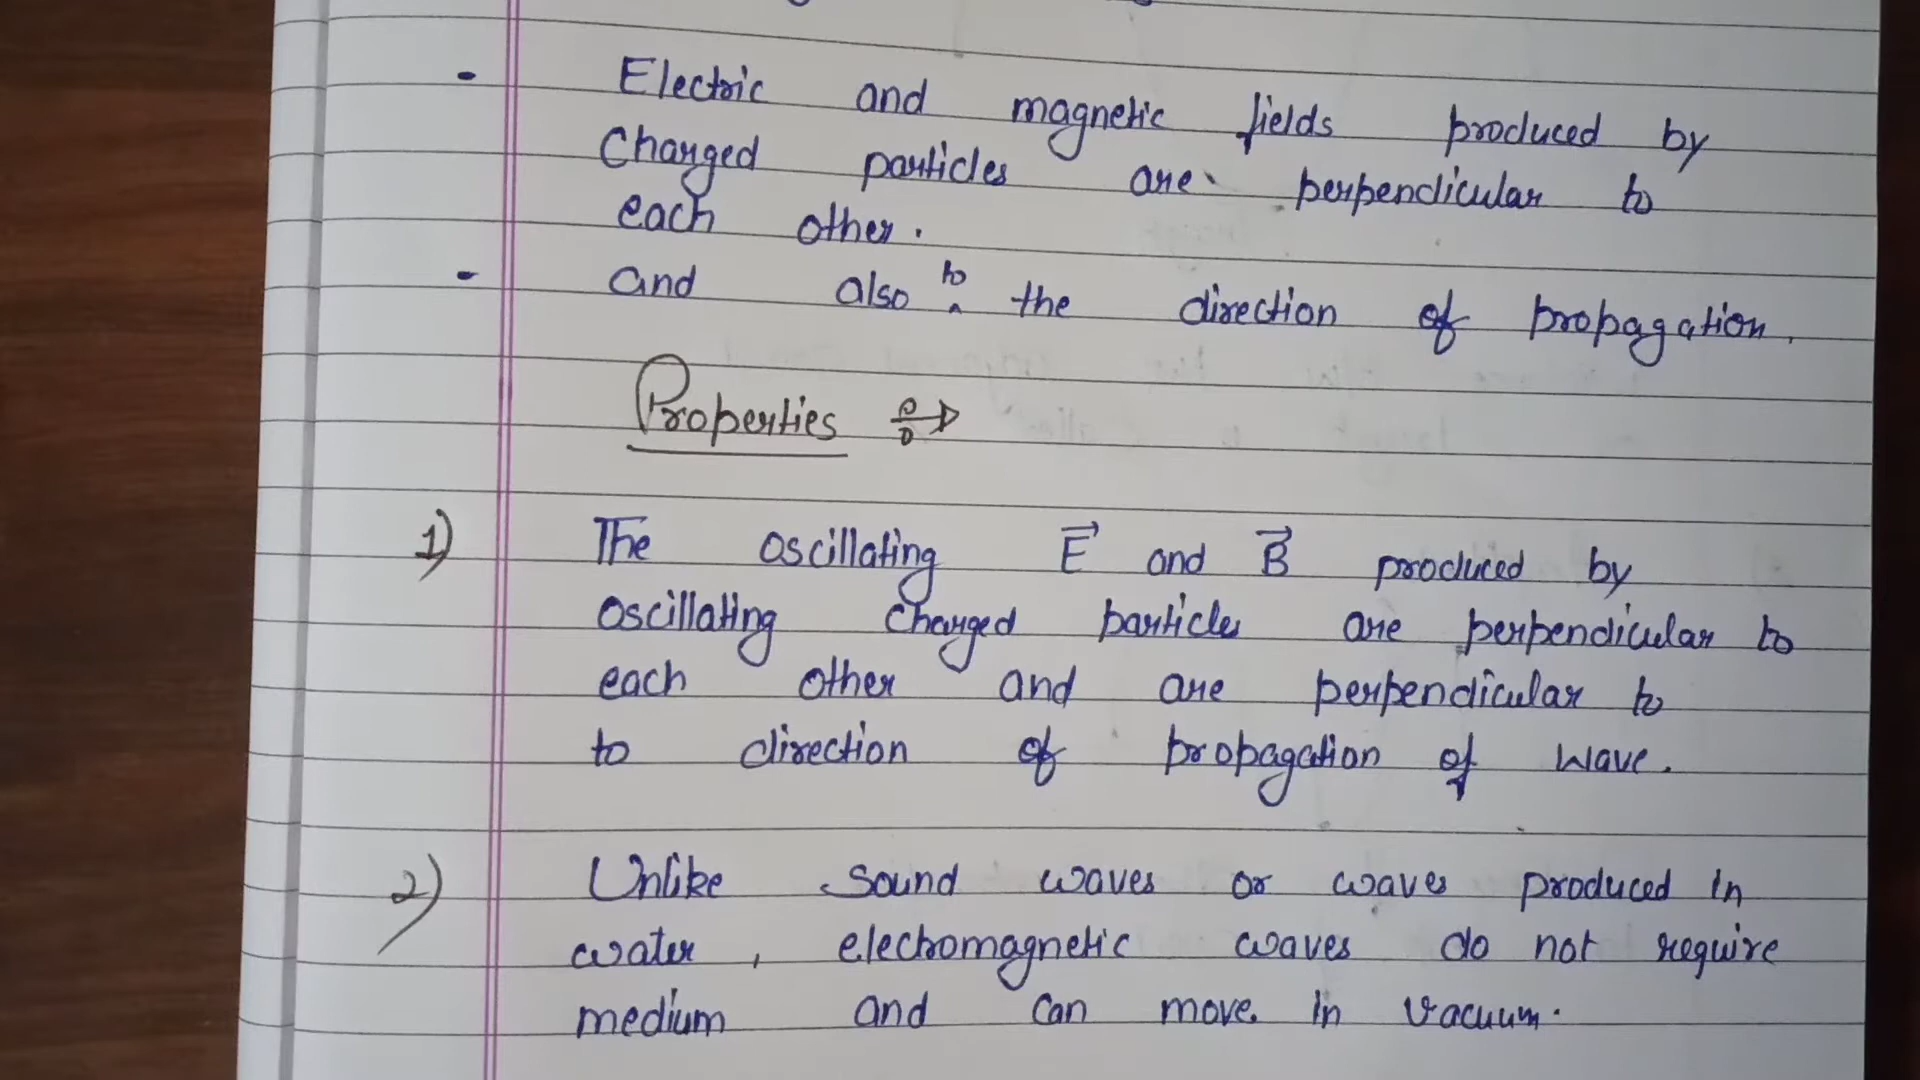 - Electric and magnetic fields produced by
Charged particles are perpendicular to
each other.
- and also to ^ the direction of propagation.
Properties ÷→
1) The oscillating E⃗ and B⃗ produced by
oscillating charged particles are perpendicular to
each other and are perpendicular to
to direction of propagation of wave.
2) Unlike sound waves or waves produced in
water, electromagnetic waves do not require
medium and can move in vacuum.